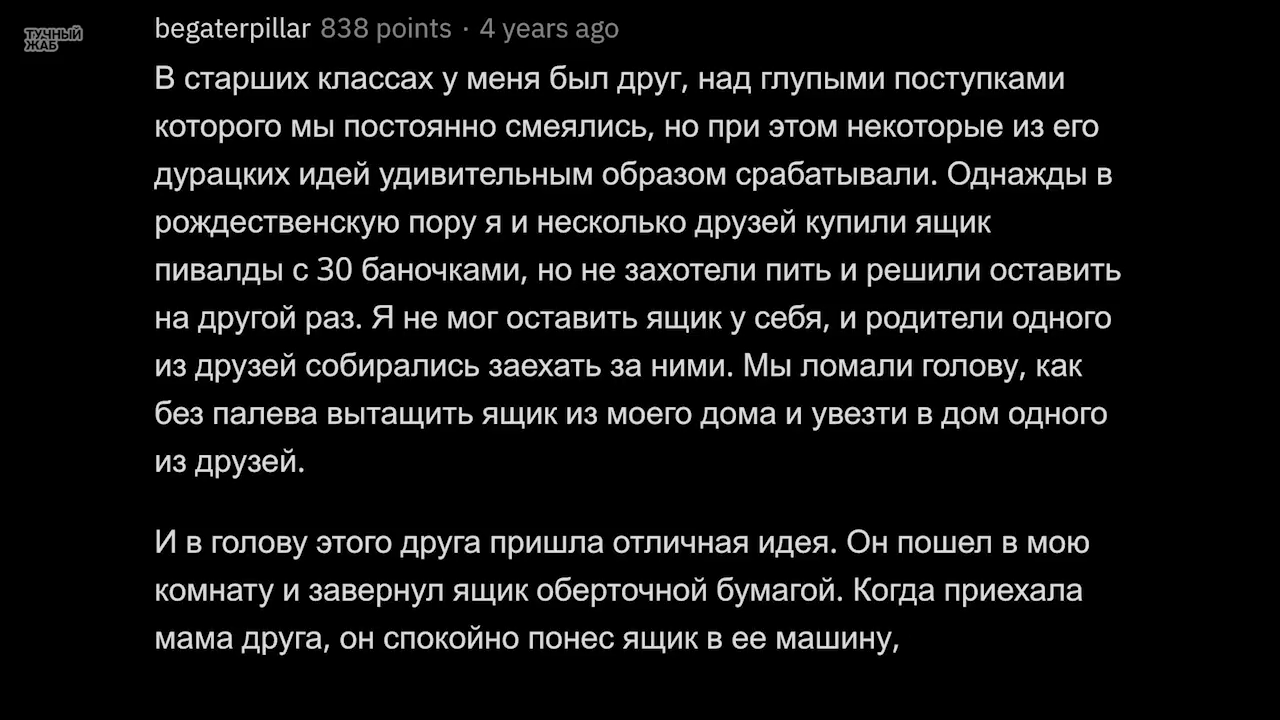 ТУЧНЫЙ
ЖАБ
begaterpillar 838 points · 4 years ago
В старших классах у меня был друг, над глупыми поступками
которого мы постоянно смеялись, но при этом некоторые из его
дурацких идей удивительным образом срабатывали. Однажды в
рождественскую пору я и несколько друзей купили ящик
пивалды с 30 баночками, но не захотели пить и решили оставить
на другой раз. Я не мог оставить ящик у себя, и родители одного
из друзей собирались заехать за ними. Мы ломали голову, как
без палева вытащить ящик из моего дома и увезти в дом одного
из друзей.
И в голову этого друга пришла отличная идея. Он пошел в мою
комнату и завернул ящик оберточной бумагой. Когда приехала
мама друга, он спокойно понес ящик в ее машину,